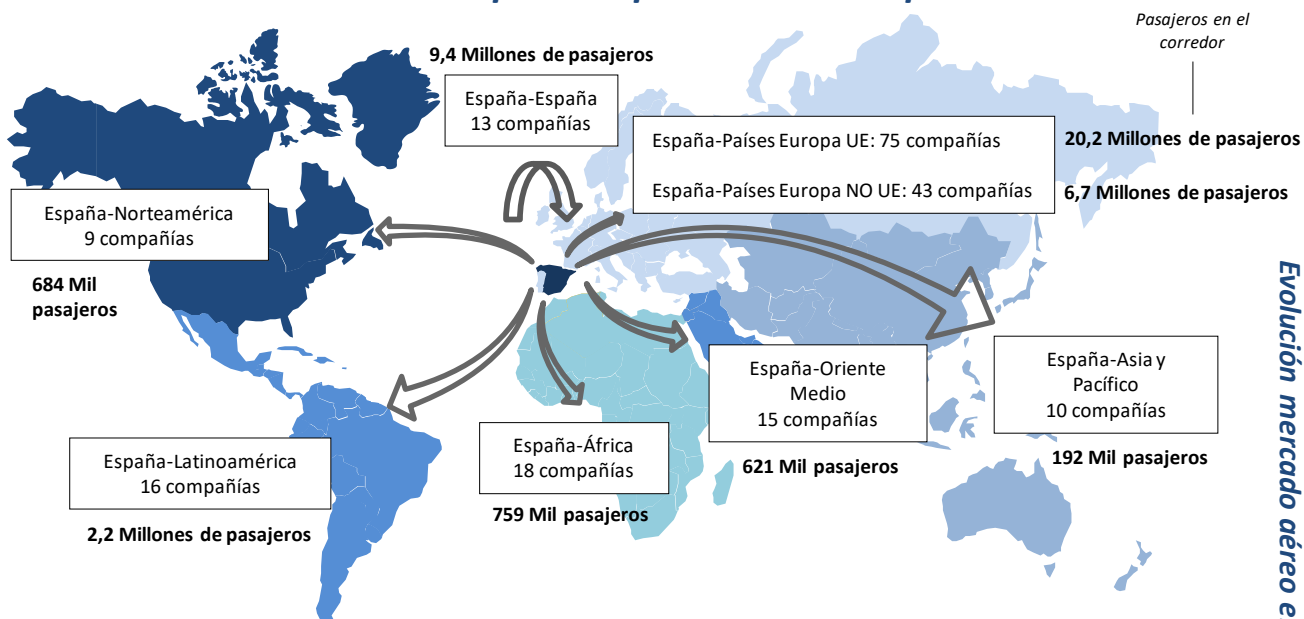 Pasajeros en el
corredor
9,4 Millones de pasajeros
España-España
13 compañías
España-Países Europa UE: 75 compañías
20,2 Millones de pasajeros
España-Países Europa NO UE: 43 compañías
6,7 Millones de pasajeros
España-Norteamérica
9 compañías
684 Mil
pasajeros
España-Oriente
Medio
15 compañías
621 Mil pasajeros
España-Asia y
Pacífico
10 compañías
192 Mil pasajeros
España-África
18 compañías
759 Mil pasajeros
España-Latinoamérica
16 compañías
2,2 Millones de pasajeros
Evolución mercado aéreo e